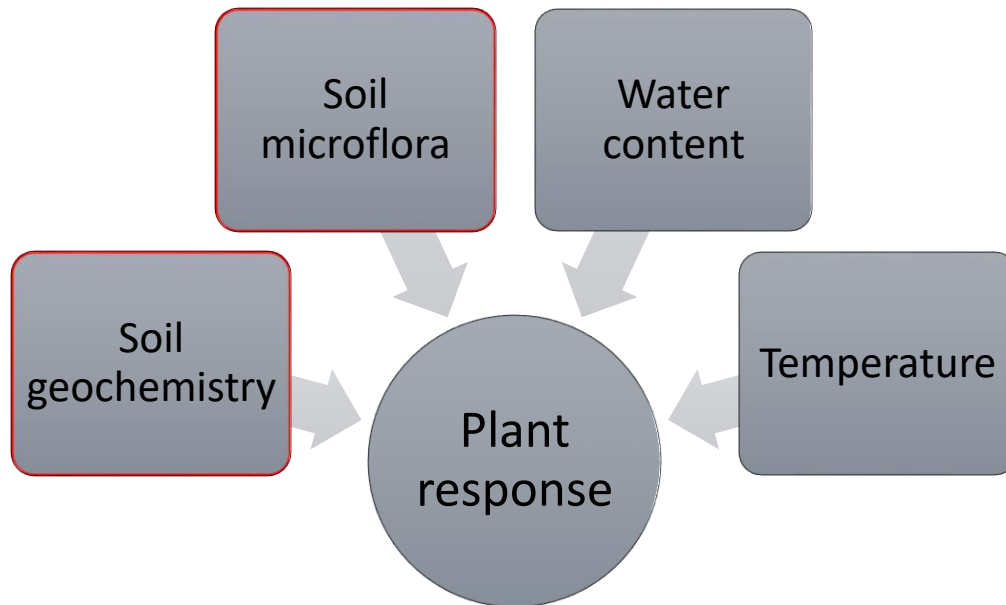 Soil
microflora
Water
content
Soil
geochemistry
Temperature
Plant
response